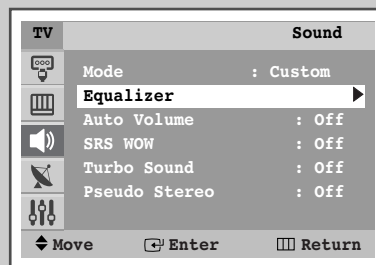 TV Sound
Mode : Custom
Equalizer
Auto Volume : Off
SRS WOW : Off
Turbo Sound : Off
Pseudo Stereo : Off
Move Enter Return